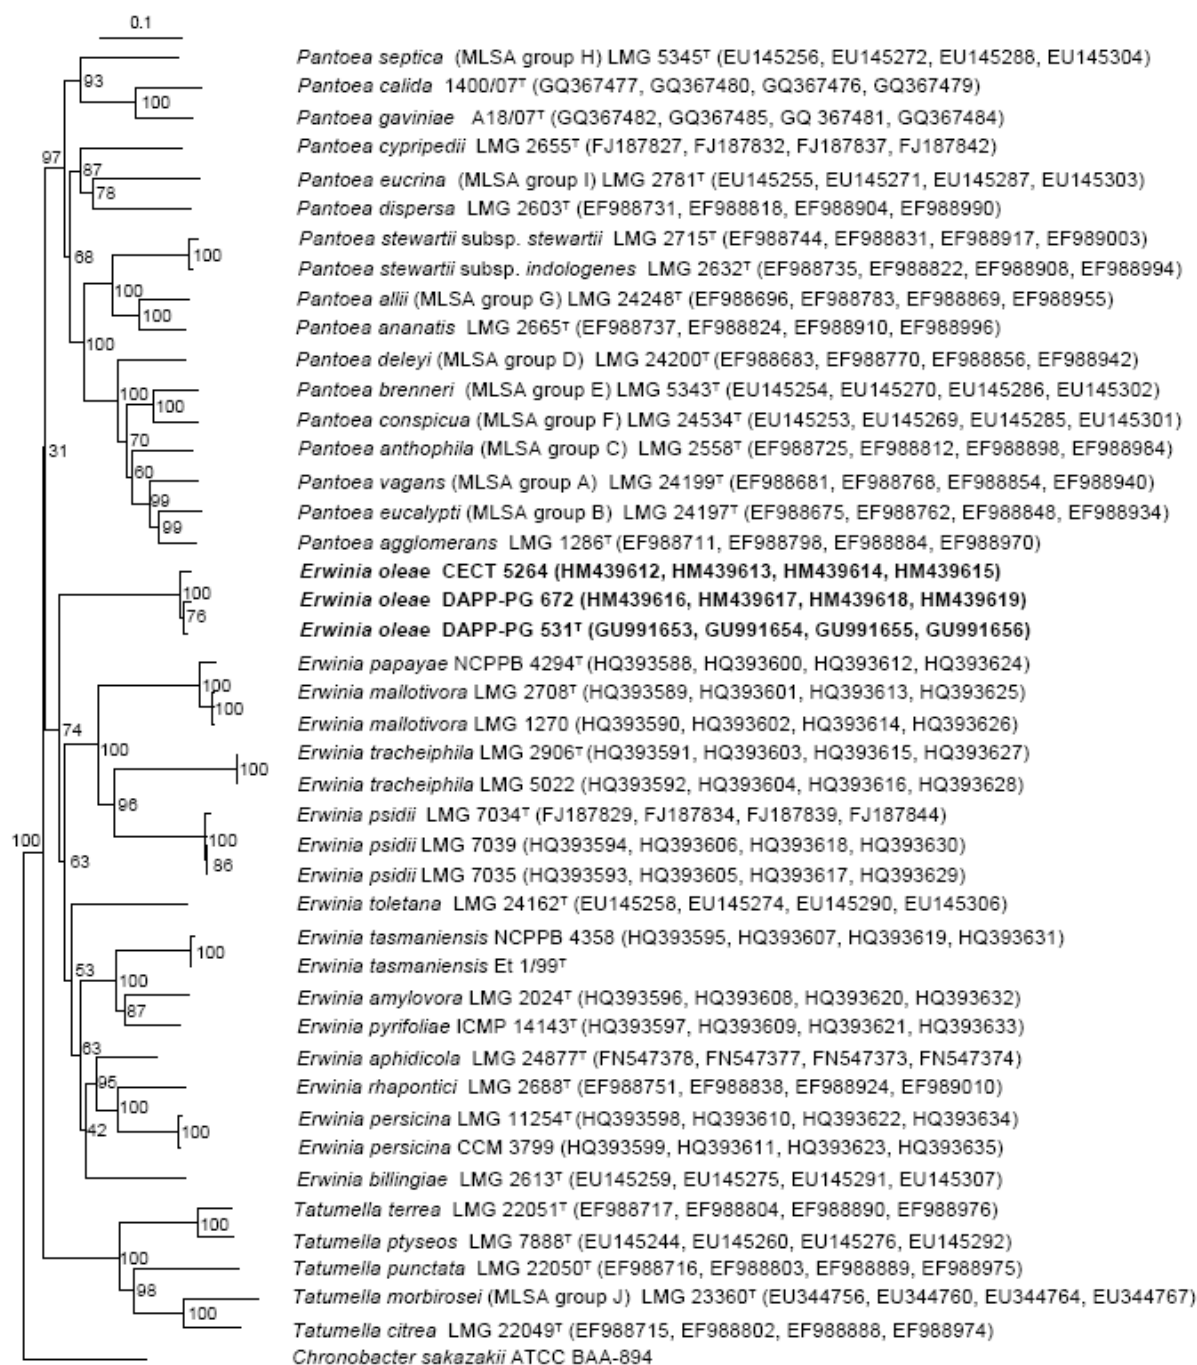 0.1
Pantoea septica (MLSA group H) LMG 5345ᵀ (EU145256, EU145272, EU145288, EU145304)
93
Pantoea calida 1400/07ᵀ (GQ367477, GQ367480, GQ367476, GQ367479)
100
Pantoea gaviniae A18/07ᵀ (GQ367482, GQ367485, GQ 367481, GQ367484)
Pantoea cypripedii LMG 2655ᵀ (FJ187827, FJ187832, FJ187837, FJ187842)
97
87
Pantoea eucrina (MLSA group I) LMG 2781ᵀ (EU145255, EU145271, EU145287, EU145303)
78
Pantoea dispersa LMG 2603ᵀ (EF988731, EF988818, EF988904, EF988990)
Pantoea stewartii subsp. stewartii LMG 2715ᵀ (EF988744, EF988831, EF988917, EF989003)
68
100
Pantoea stewartii subsp. indologenes LMG 2632ᵀ (EF988735, EF988822, EF988908, EF988994)
100
Pantoea allii (MLSA group G) LMG 24248ᵀ (EF988696, EF988783, EF988869, EF988955)
100
Pantoea ananatis LMG 2665ᵀ (EF988737, EF988824, EF988910, EF988996)
100
Pantoea deleyi (MLSA group D) LMG 24200ᵀ (EF988683, EF988770, EF988856, EF988942)
100
Pantoea brenneri (MLSA group E) LMG 5343ᵀ (EU145254, EU145270, EU145286, EU145302)
100
Pantoea conspicua (MLSA group F) LMG 24534ᵀ (EU145253, EU145269, EU145285, EU145301)
70
Pantoea anthophila (MLSA group C) LMG 2558ᵀ (EF988725, EF988812, EF988898, EF988984)
31
60
Pantoea vagans (MLSA group A) LMG 24199ᵀ (EF988681, EF988768, EF988854, EF988940)
99
Pantoea eucalypti (MLSA group B) LMG 24197ᵀ (EF988675, EF988762, EF988848, EF988934)
99
Pantoea agglomerans LMG 1286ᵀ (EF988711, EF988798, EF988884, EF988970)
Erwinia oleae CECT 5264 (HM439612, HM439613, HM439614, HM439615)
100
Erwinia oleae DAPP-PG 672 (HM439616, HM439617, HM439618, HM439619)
76
Erwinia oleae DAPP-PG 531ᵀ (GU991653, GU991654, GU991655, GU991656)
Erwinia papayae NCPPB 4294ᵀ (HQ393588, HQ393600, HQ393612, HQ393624)
100
Erwinia mallotivora LMG 2708ᵀ (HQ393589, HQ393601, HQ393613, HQ393625)
100
Erwinia mallotivora LMG 1270 (HQ393590, HQ393602, HQ393614, HQ393626)
74
100
Erwinia tracheiphila LMG 2906ᵀ (HQ393591, HQ393603, HQ393615, HQ393627)
100
Erwinia tracheiphila LMG 5022 (HQ393592, HQ393604, HQ393616, HQ393628)
96
Erwinia psidii LMG 7034ᵀ (FJ187829, FJ187834, FJ187839, FJ187844)
100
100
Erwinia psidii LMG 7039 (HQ393594, HQ393606, HQ393618, HQ393630)
63
86
Erwinia psidii LMG 7035 (HQ393593, HQ393605, HQ393617, HQ393629)
Erwinia toletana LMG 24162ᵀ (EU145258, EU145274, EU145290, EU145306)
Erwinia tasmaniensis NCPPB 4358 (HQ393595, HQ393607, HQ393619, HQ393631)
100
Erwinia tasmaniensis Et 1/99ᵀ
53
100
Erwinia amylovora LMG 2024ᵀ (HQ393596, HQ393608, HQ393620, HQ393632)
87
Erwinia pyrifoliae ICMP 14143ᵀ (HQ393597, HQ393609, HQ393621, HQ393633)
63
Erwinia aphidicola LMG 24877ᵀ (FN547378, FN547377, FN547373, FN547374)
95
Erwinia rhapontici LMG 2688ᵀ (EF988751, EF988838, EF988924, EF989010)
100
Erwinia persicina LMG 11254ᵀ (HQ393598, HQ393610, HQ393622, HQ393634)
42
100
Erwinia persicina CCM 3799 (HQ393599, HQ393611, HQ393623, HQ393635)
Erwinia billingiae LMG 2613ᵀ (EU145259, EU145275, EU145291, EU145307)
Tatumella terrea LMG 22051ᵀ (EF988717, EF988804, EF988890, EF988976)
100
Tatumella ptyseos LMG 7888ᵀ (EU145244, EU145260, EU145276, EU145292)
100
Tatumella punctata LMG 22050ᵀ (EF988716, EF988803, EF988889, EF988975)
98
Tatumella morbirosei (MLSA group J) LMG 23360ᵀ (EU344756, EU344760, EU344764, EU344767)
100
Tatumella citrea LMG 22049ᵀ (EF988715, EF988802, EF988888, EF988974)
Chronobacter sakazakii ATCC BAA-894